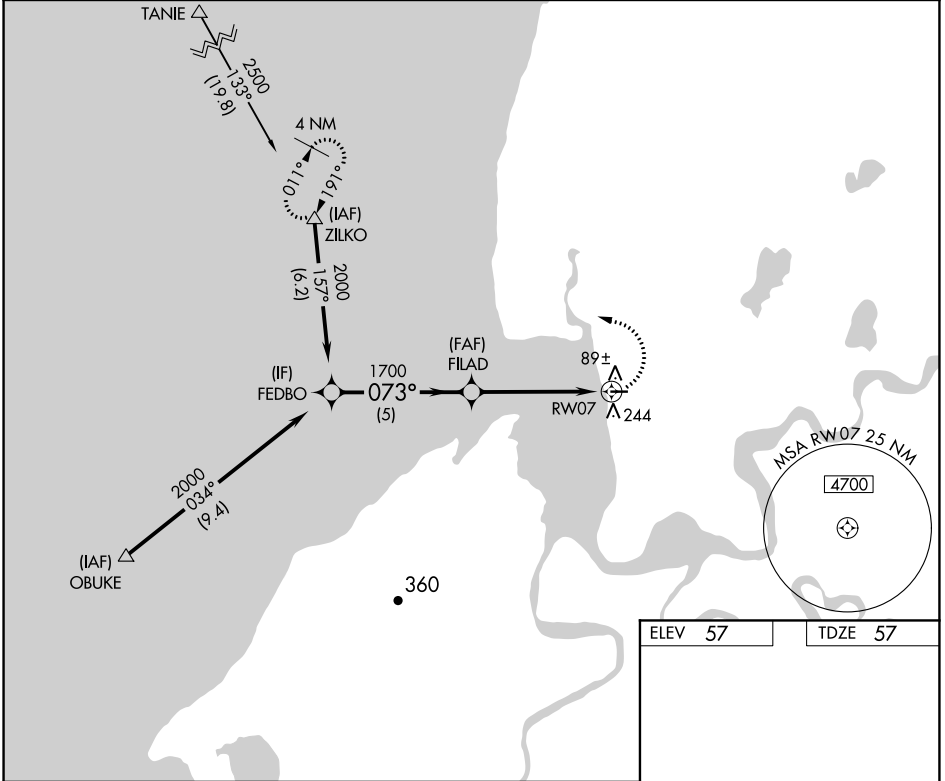 TANIE
2500
133°
(19.8)
4 NM
011°
191°
(IAF)
ZILKO
2000
157°
(6.2)
(IF)
FEDBO
1700
073°
(5)
(FAF)
FILAD
89±
RW07
244
2000
034°
(9.4)
(IAF)
OBUKE
360
MSA RW07 25 NM
4700
ELEV 57
TDZE 57